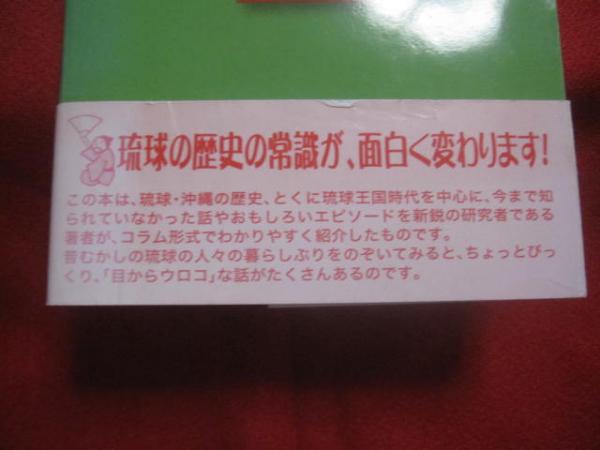 琉球の歴史の常識が、面白く変わります!
この本は、琉球・沖縄の歴史、とくに琉球王国時代を中心に、今まで知
られていなかった話やおもしろいエピソードを新鋭の研究者である
著者が、コラム形式でわかりやすく紹介したものです。
昔むかしの琉球の人々の暮らしぶりをのぞいてみると、ちょっとびっ
くり、「目からウロコ」な話がたくさんあるのです。